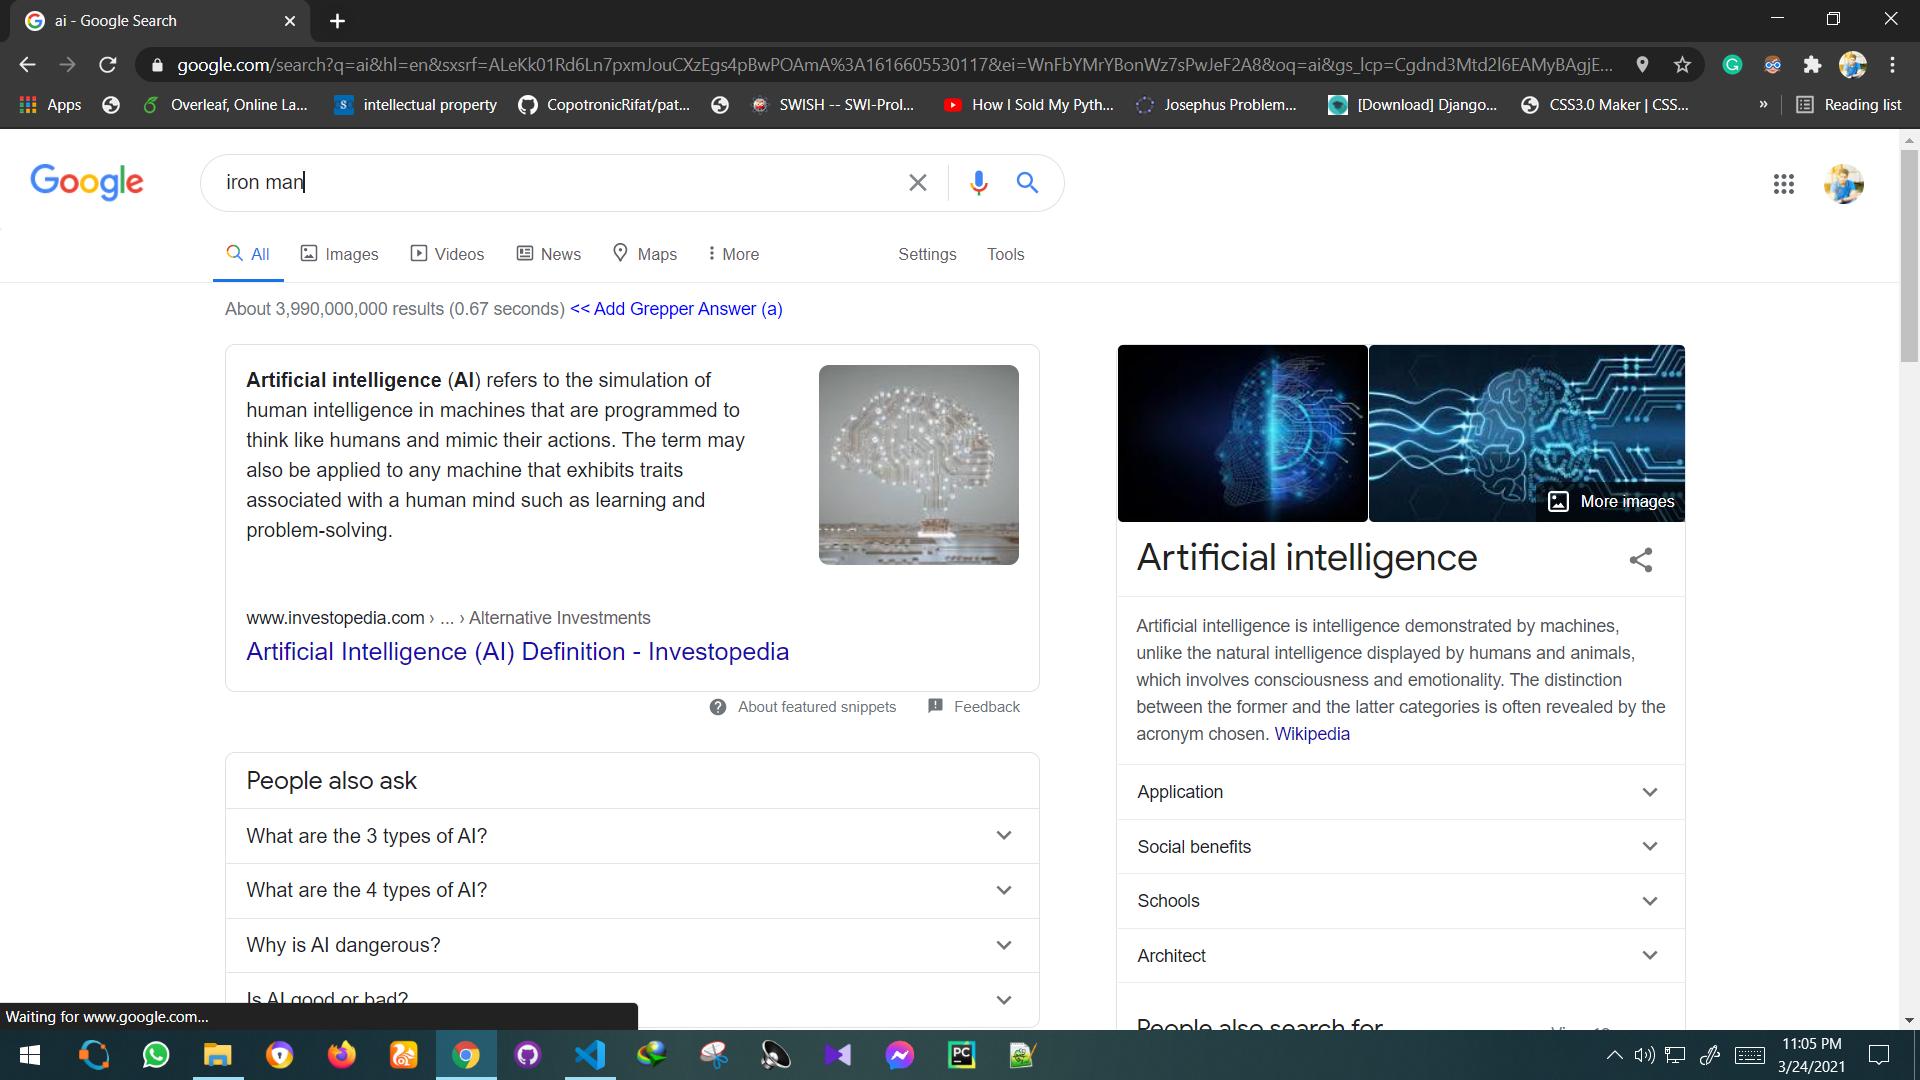 ai - Google Search
google.com/search?q=ai&hl=en&sxsrf=ALeKk01Rd6Ln7pxmJouCXzEgs4pBwPOAmA%3A1616605530117&ei=WnFbYMrYBonWz7sPwJeF2A8&oq=ai&gs_lcp=Cgdnd3Mtd2l6EAMyBAgjE...
Apps Overleaf, Online La... intellectual property CopotronicRifat/pat... SWISH -- SWI-Prol... How I Sold My Pyth... Josephus Problem... [Download] Django... CSS3.0 Maker | CSS... » Reading list
Google
iron man
All Images Videos News Maps More Settings Tools
About 3,990,000,000 results (0.67 seconds) << Add Grepper Answer (a)
Artificial intelligence (AI) refers to the simulation of
human intelligence in machines that are programmed to
think like humans and mimic their actions. The term may
also be applied to any machine that exhibits traits
associated with a human mind such as learning and
problem-solving.
www.investopedia.com › ... › Alternative Investments
Artificial Intelligence (AI) Definition - Investopedia
About featured snippets Feedback
People also ask
What are the 3 types of AI?
What are the 4 types of AI?
Why is AI dangerous?
Is AI good or bad?
More images
Artificial intelligence
Artificial intelligence is intelligence demonstrated by machines,
unlike the natural intelligence displayed by humans and animals,
which involves consciousness and emotionality. The distinction
between the former and the latter categories is often revealed by the
acronym chosen. Wikipedia
Application
Social benefits
Schools
Architect
People also search for
Waiting for www.google.com...
11:05 PM
3/24/2021